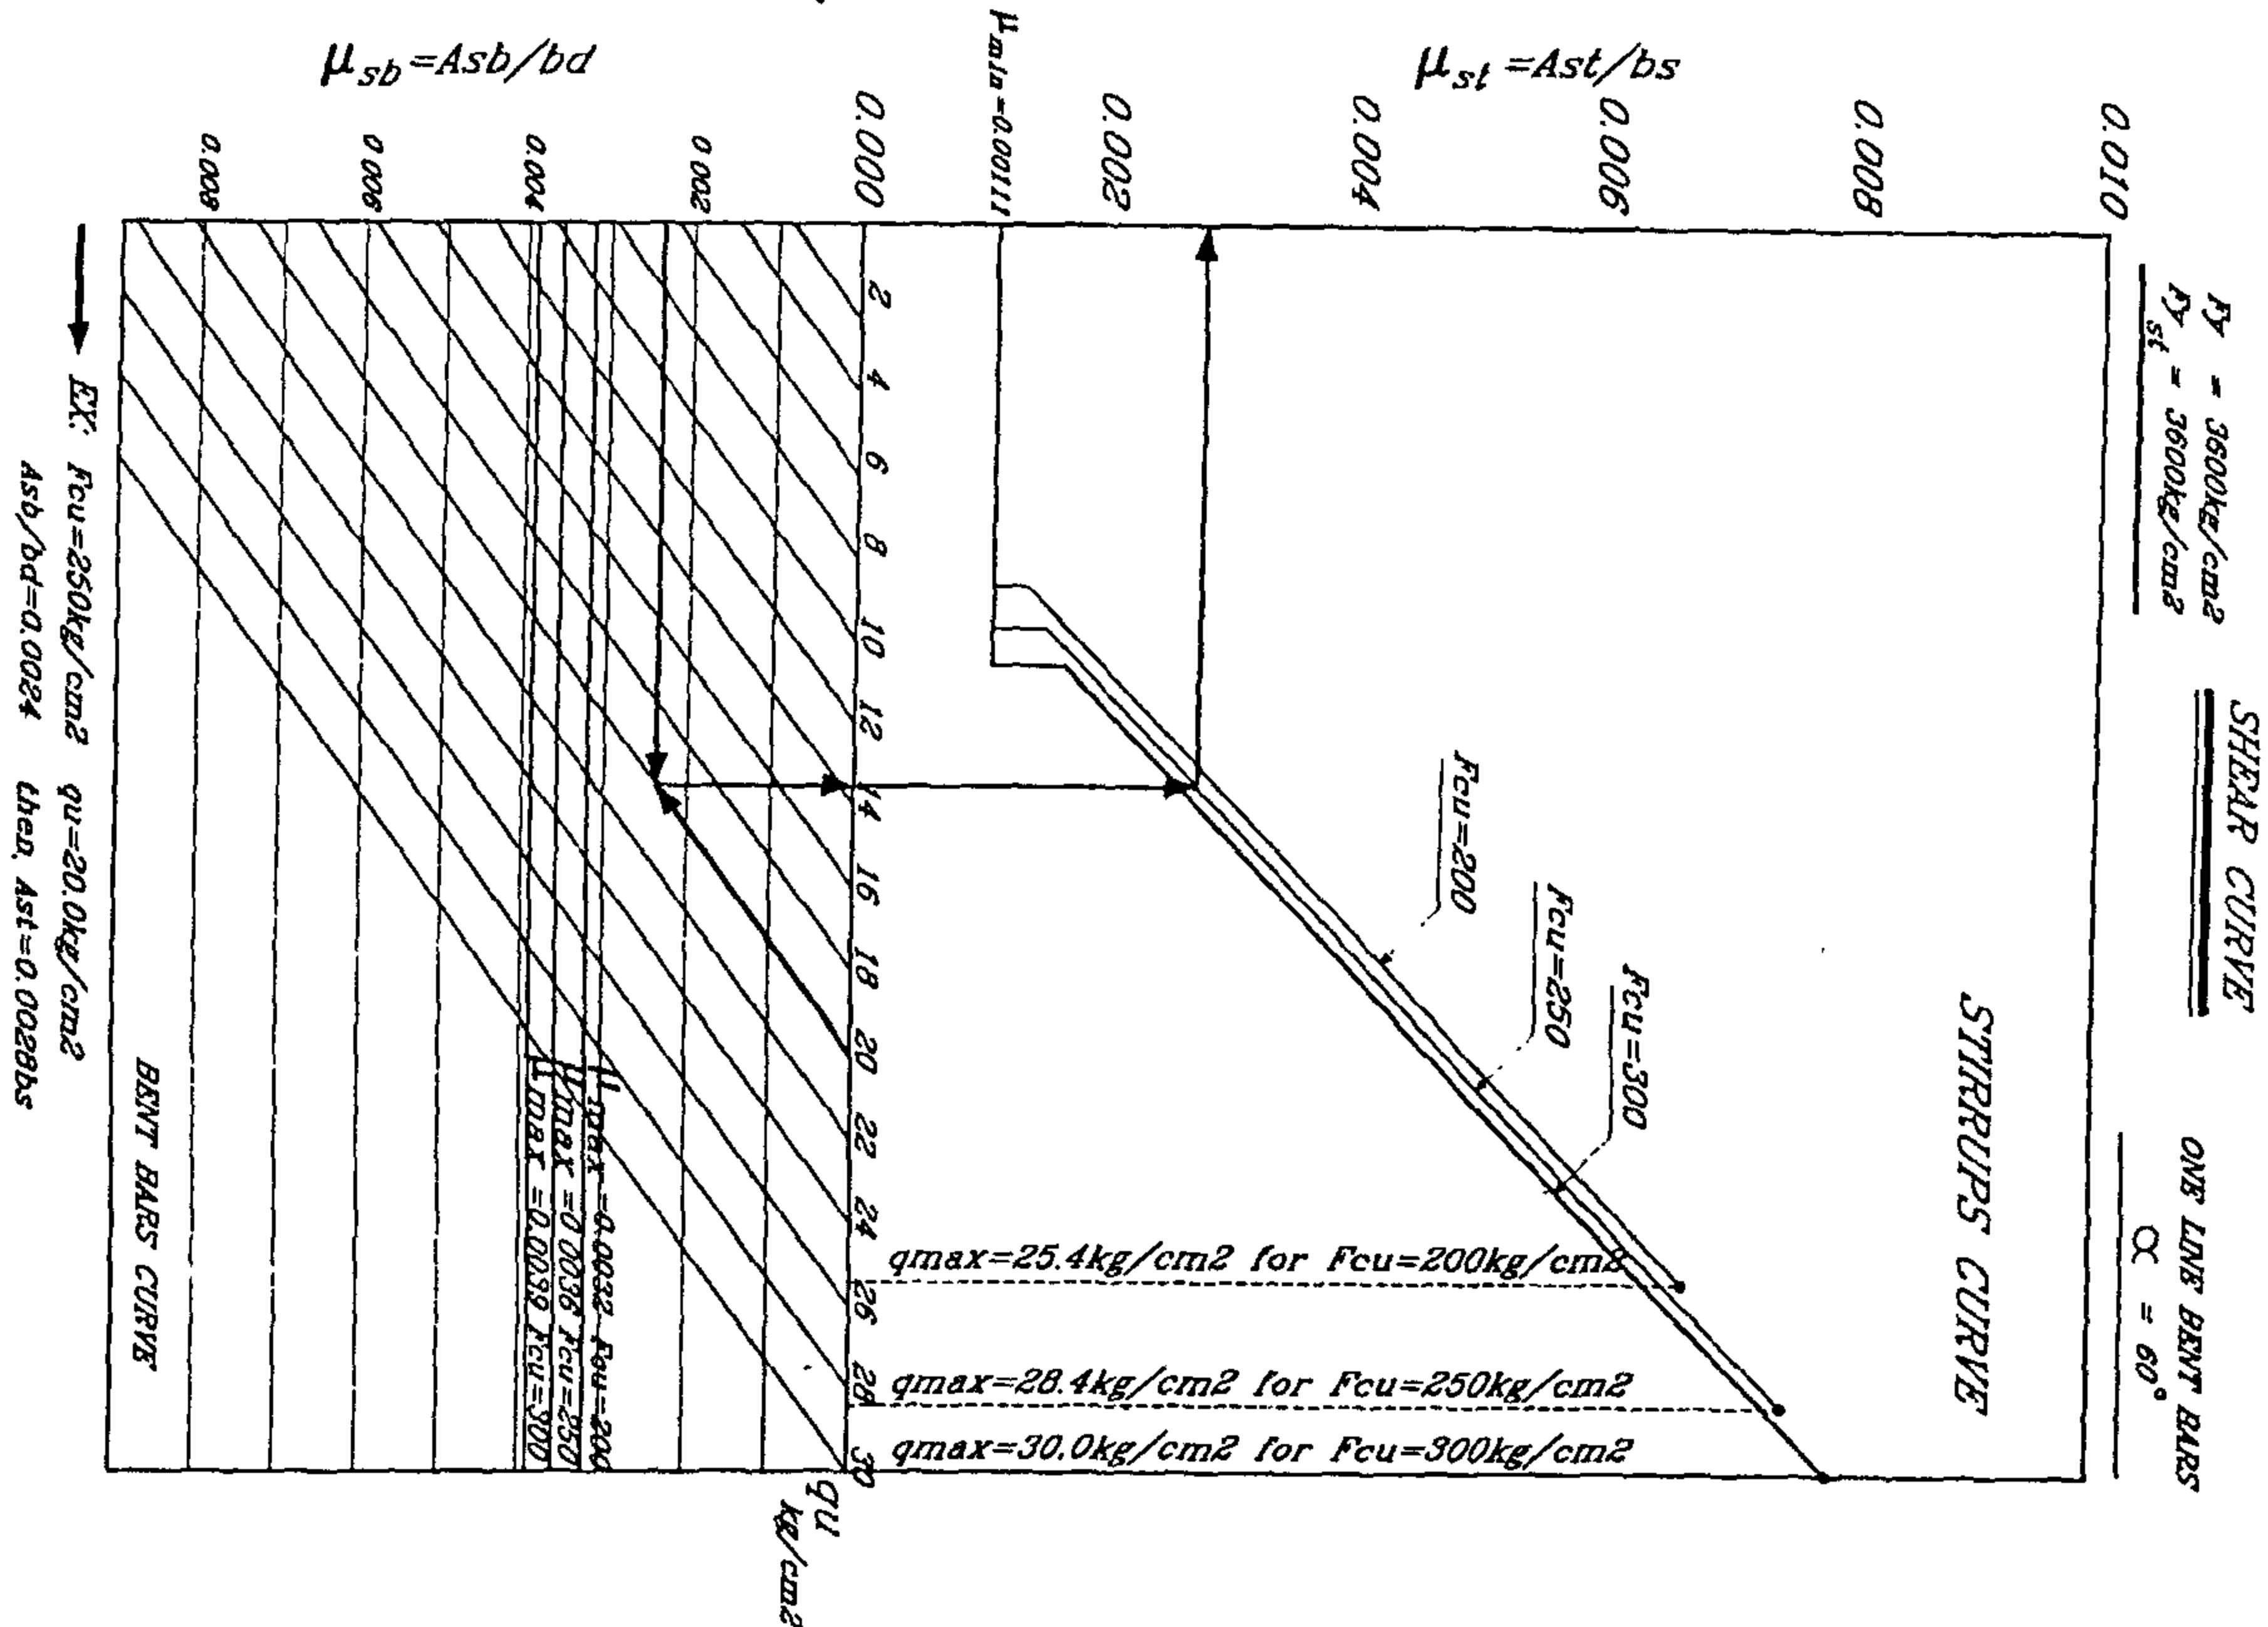 SHEAR CURVE
Fy = 3600kg/cm2
Fy st = 3600kg/cm2
ONE LINE BENT BARS
α = 60°
STIRRUPS CURVE
μst =Ast/bs
0.010
0.008
0.006
0.004
0.002
μmin=0.00111
0.000
Fcu=200
Fcu=250
Fcu=300
qmax=25.4kg/cm2 for Fcu=200kg/cm2
qmax=28.4kg/cm2 for Fcu=250kg/cm2
qmax=30.0kg/cm2 for Fcu=300kg/cm2
2 4 6 8 10 12 14 16 18 20 22 24 26 28 30
qu
kg/cm2
μsb=Asb/bd
0.002
0.004
0.006
0.008
μmax =0.0032 Fcu=200
μmax =0.0036 Fcu=250
μmax =0.0039 Fcu=300
BENT BARS CURVE
EX: Fcu=250kg/cm2 qu=20.0kg/cm2
Asb/bd=0.0024 then, Ast=0.0028bs